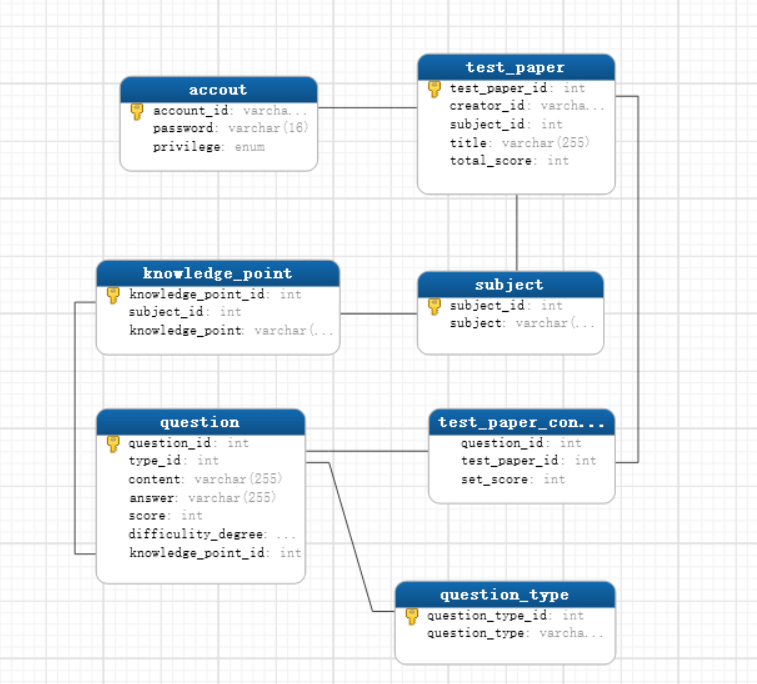 accout
account_id: varcha...
password: varchar(16)
privilege: enum
test_paper
test_paper_id: int
creator_id: varcha...
subject_id: int
title: varchar(255)
total_score: int
knowledge_point
knowledge_point_id: int
subject_id: int
knowledge_point: varchar(...
subject
subject_id: int
subject: varchar(...
question
question_id: int
type_id: int
content: varchar(255)
answer: varchar(255)
score: int
difficulity_degree: ...
knowledge_point_id: int
test_paper_con...
question_id: int
test_paper_id: int
set_score: int
question_type
question_type_id: int
question_type: varcha...